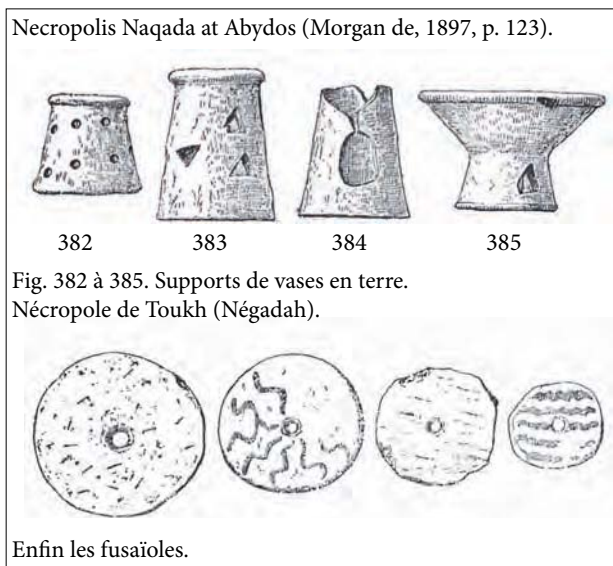 Necropolis Naqada at Abydos (Morgan de, 1897, p. 123).
382 383 384 385
Fig. 382 à 385. Supports de vases en terre.
Nécropole de Toukh (Négadah).
Enfin les fusaïoles.